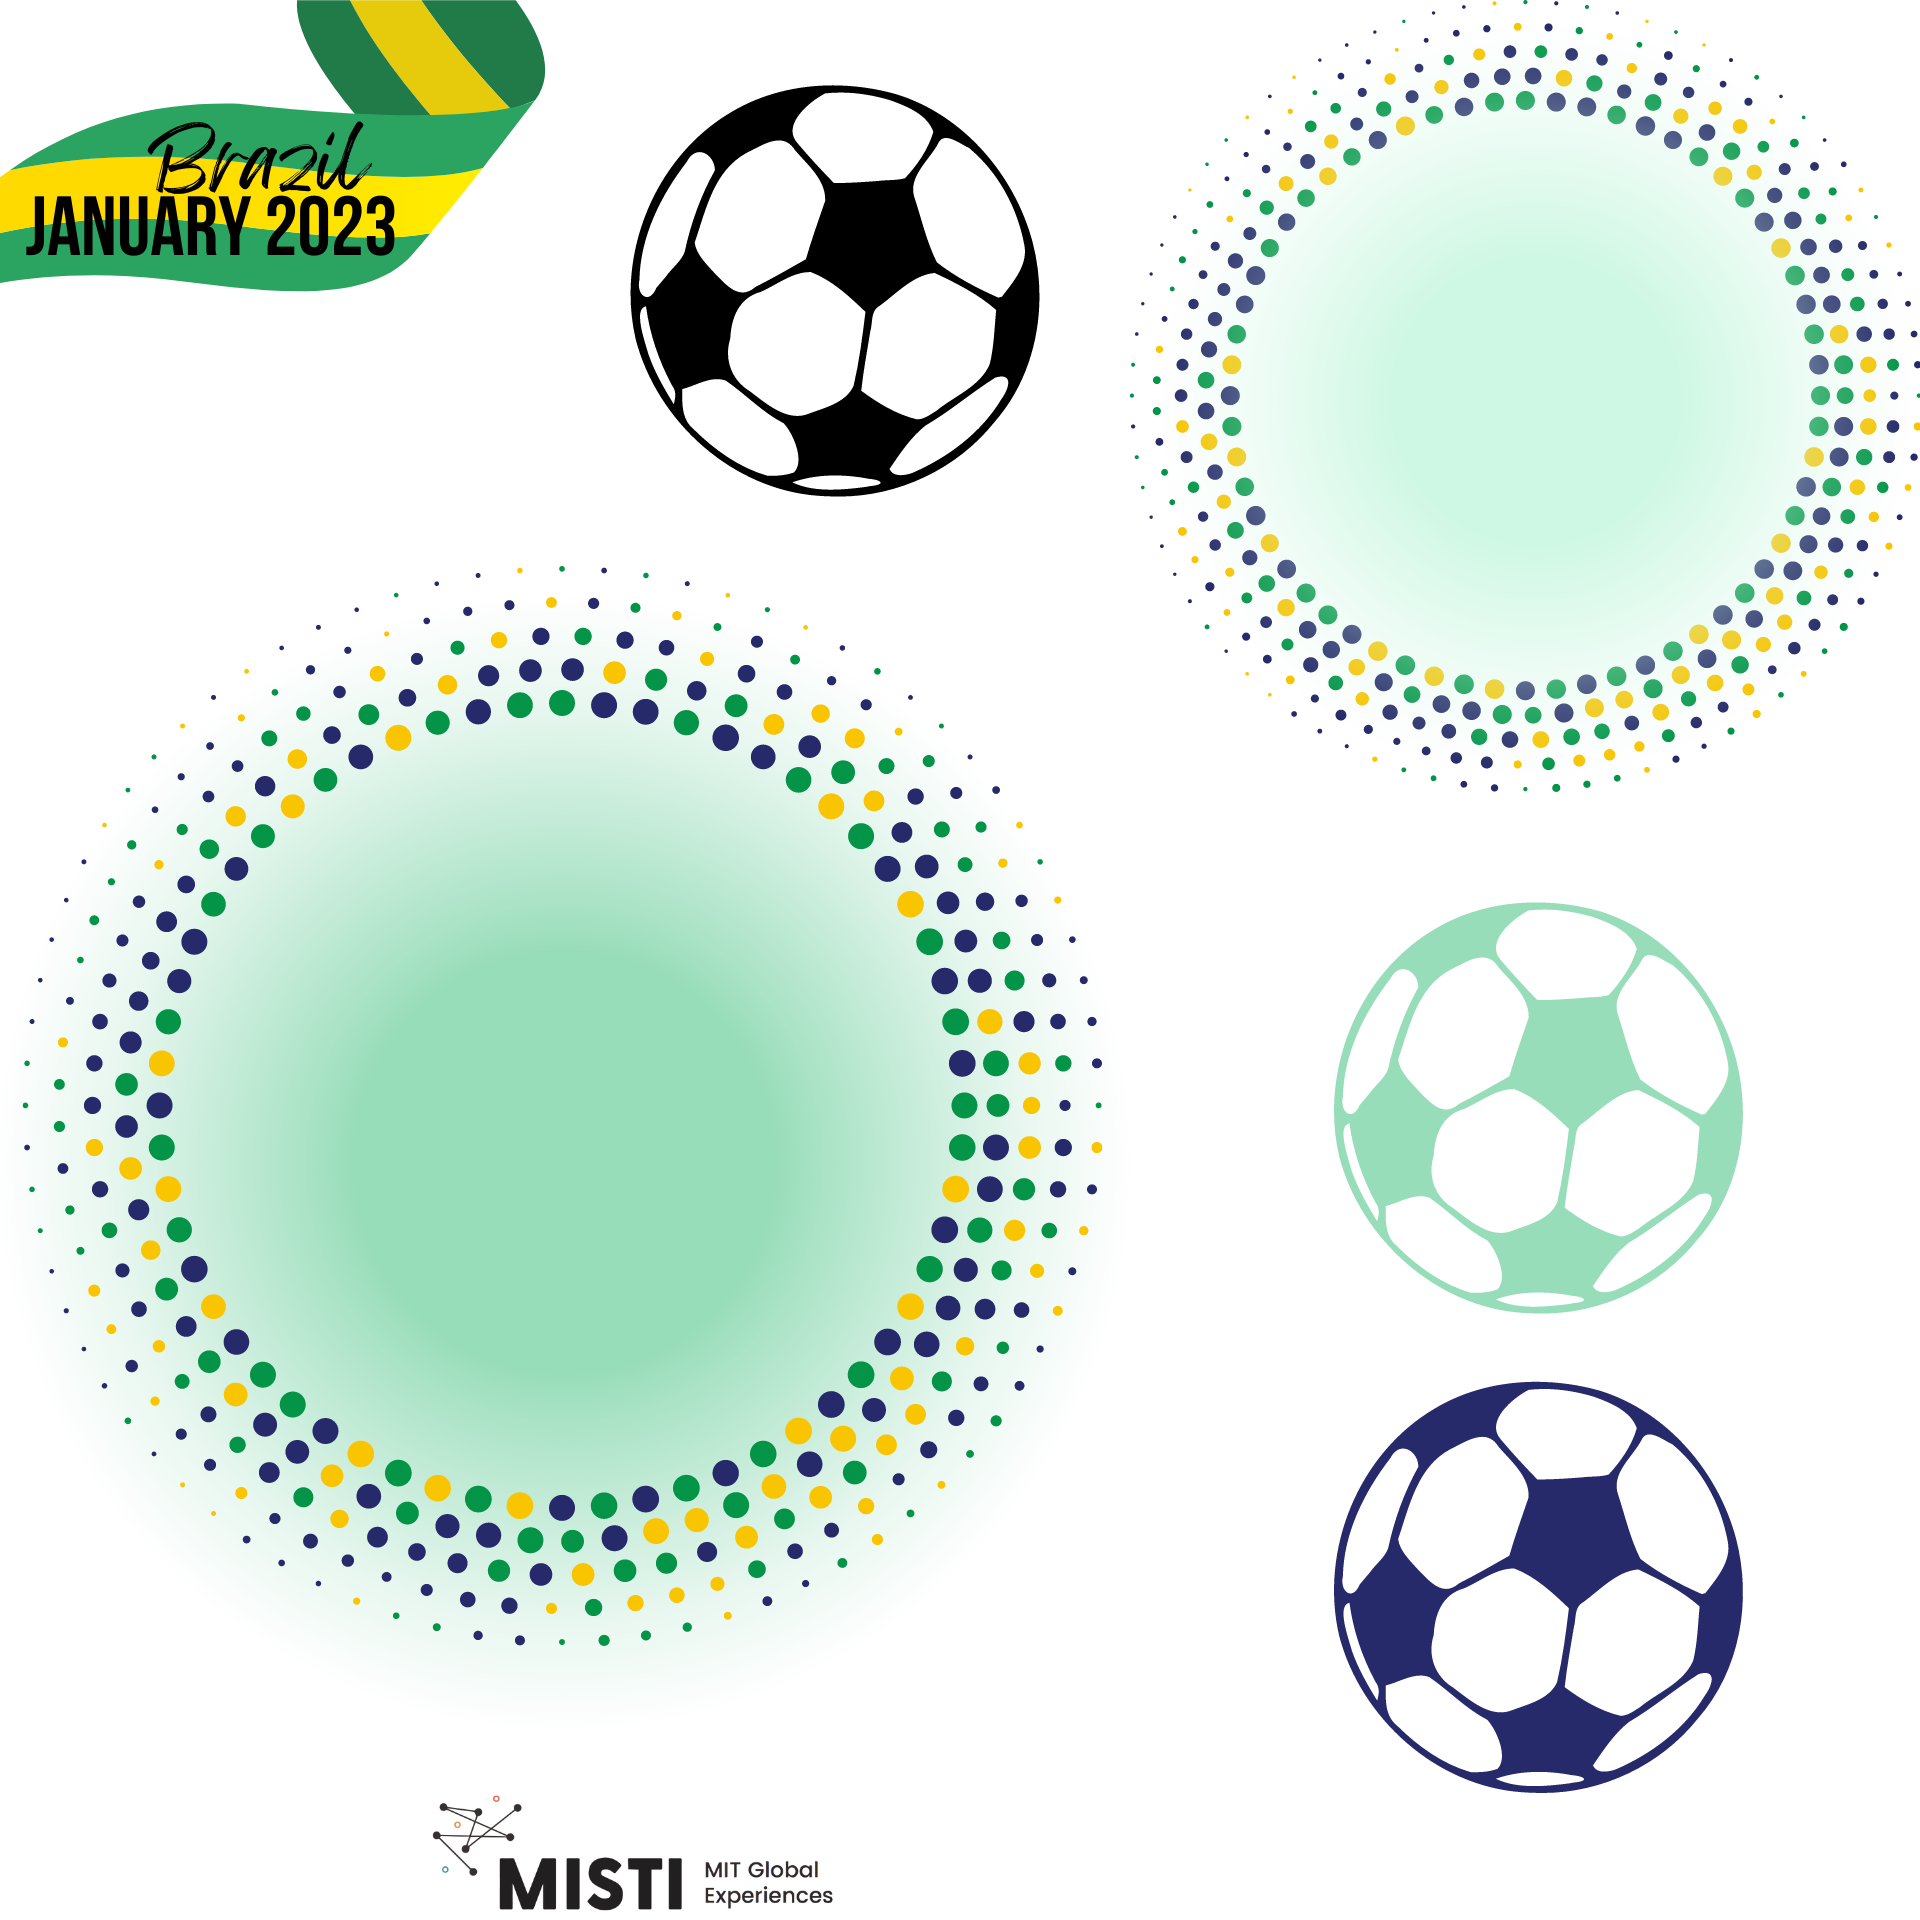 Brazil
JANUARY 2023
MISTI
MIT Global
Experiences